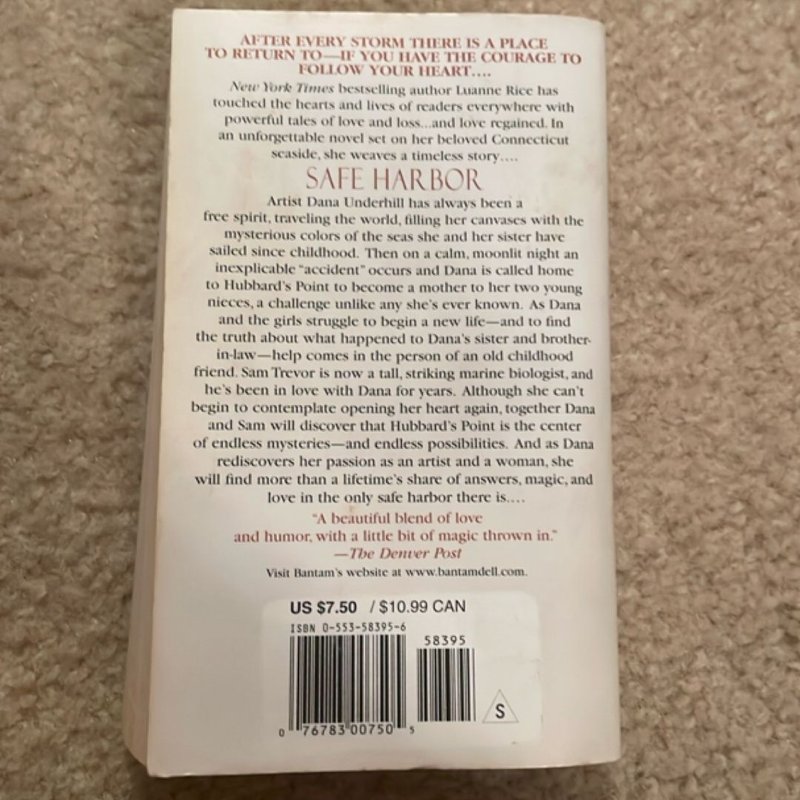 AFTER EVERY STORM THERE IS A PLACE
TO RETURN TO—IF YOU HAVE THE COURAGE TO
FOLLOW YOUR HEART....
New York Times bestselling author Luanne Rice has
touched the hearts and lives of readers everywhere with
powerful tales of love and loss...and love regained. In
an unforgettable novel set on her beloved Connecticut
seaside, she weaves a timeless story....
SAFE HARBOR
Artist Dana Underhill has always been a
free spirit, traveling the world, filling her canvases with the
mysterious colors of the seas she and her sister have
sailed since childhood. Then on a calm, moonlit night an
inexplicable "accident" occurs and Dana is called home
to Hubbard's Point to become a mother to her two young
nieces, a challenge unlike any she's ever known. As Dana
and the girls struggle to begin a new life—and to find
the truth about what happened to Dana's sister and brother-
in-law—help comes in the person of an old childhood
friend. Sam Trevor is now a tall, striking marine biologist, and
he's been in love with Dana for years. Although she can't
begin to contemplate opening her heart again, together Dana
and Sam will discover that Hubbard's Point is the center
of endless mysteries—and endless possibilities. And as Dana
rediscovers her passion as an artist and a woman, she
will find more than a lifetime's share of answers, magic, and
love in the only safe harbor there is....
"A beautiful blend of love
and humor, with a little bit of magic thrown in."
—The Denver Post
Visit Bantam's website at www.bantamdell.com.
US $7.50 / $10.99 CAN
ISBN 0-553-58395-6
58395
S
0 76783 00750 5